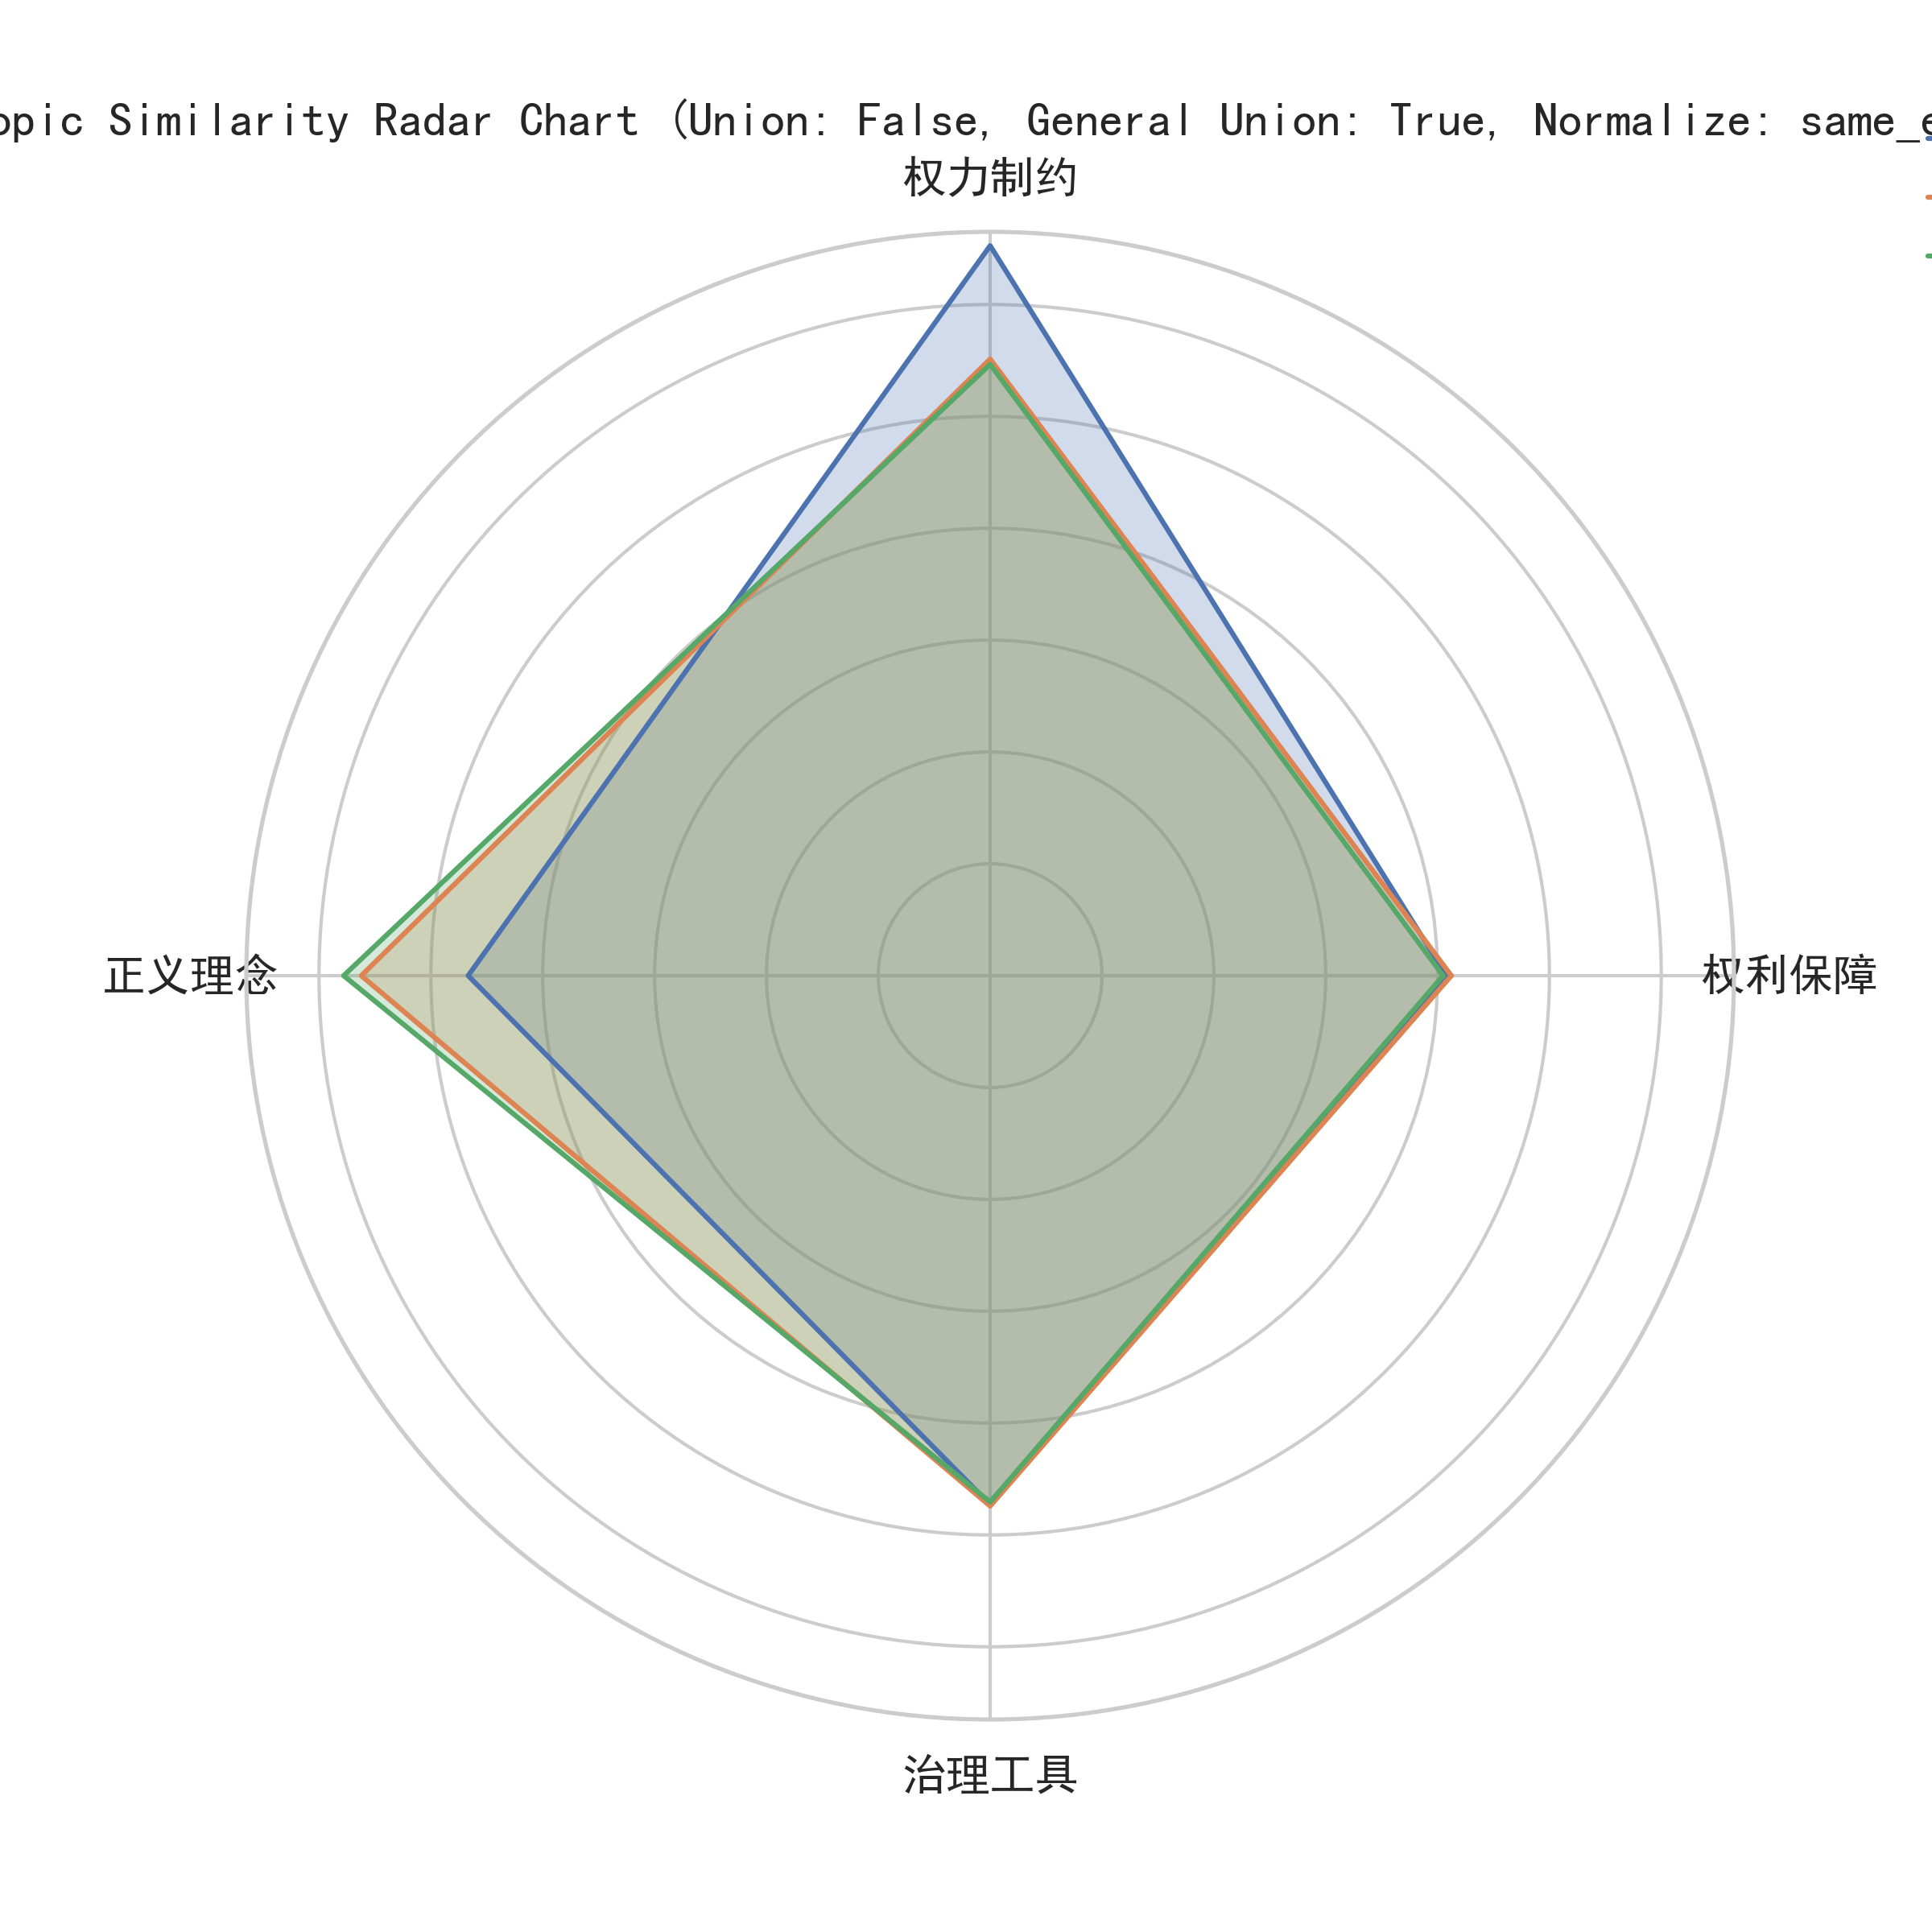 opic Similarity Radar Chart (Union: False, General Union: True, Normalize: same_e
权力制约
正义理念
权利保障
治理工具